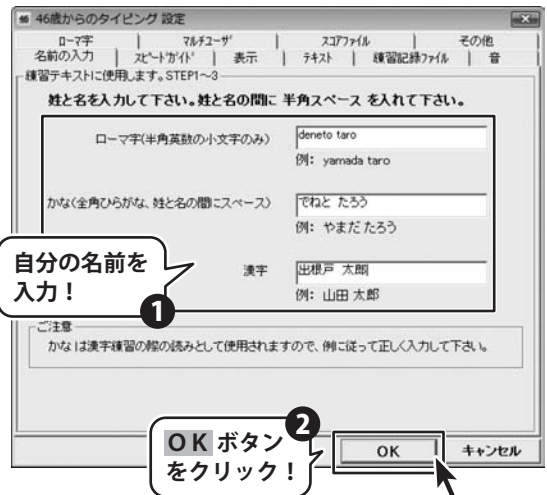 46歳からのタイピング 設定
ローマ字 マルチユーザ スコアファイル その他
名前の入力 スピードガイド 表示 テキスト 練習記録ファイル 音
練習テキストに使用します。STEP1～3
姓と名を入力して下さい。姓と名の間に 半角スペース を入れて下さい。
ローマ字(半角英数の小文字のみ) deneto taro
例: yamada taro
かな(全角ひらがな、姓と名の間にスペース) でねと たろう
例: やまだ たろう
漢字 出根戸 太朗
例: 山田 太郎
自分の名前を
入力！
❶
ご注意
かな は漢字練習の際の読みとして使用されますので、例に従って正しく入力して下さい。
❷
OK ボタン
をクリック！
OK キャンセル